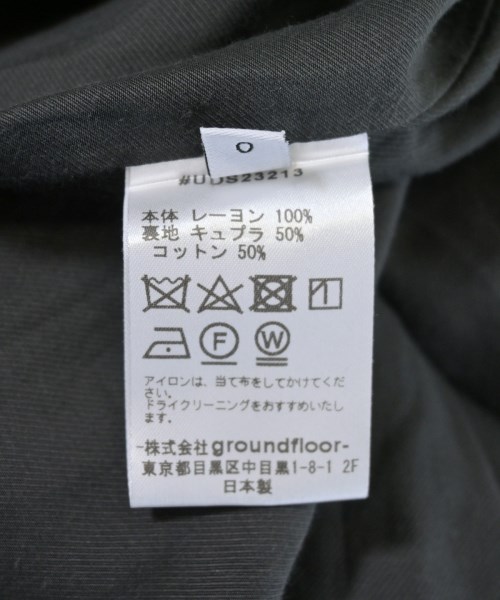 0
#UDS23213
本体 レーヨン 100%
裏地 キュプラ 50%
コットン 50%
F W
アイロンは、当て布をしてかけてくだ
さい。
ドライクリーニングをおすすめいたし
ます。
-株式会社groundfloor-
東京都目黒区中目黒1-8-1 2F
日本製